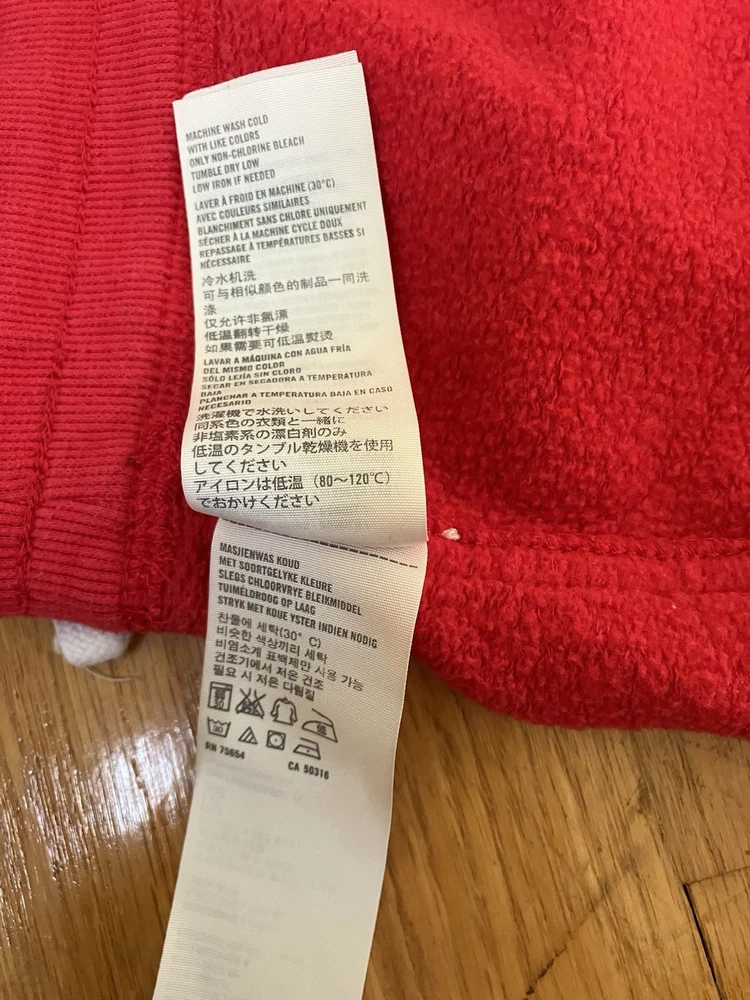 MACHINE WASH COLD
WITH LIKE COLORS
ONLY NON-CHLORINE BLEACH
TUMBLE DRY LOW
LOW IRON IF NEEDED
LAVER À FROID EN MACHINE (30°C)
AVEC COULEURS SIMILAIRES
BLANCHIMENT SANS CHLORE UNIQUEMENT
SÉCHER À LA MACHINE CYCLE DOUX
REPASSAGE À TEMPÉRATURES BASSES SI
NÉCESSAIRE
冷水机洗
可与相似颜色的制品一同洗
涤
仅允许非氯漂
低温翻转干燥
如果需要可低温熨烫
LAVAR A MÁQUINA CON AGUA FRÍA
DEL MISMO COLOR
SÓLO LEJÍA SIN CLORO
SECAR EN SECADORA A TEMPERATURA
BAJA
PLANCHAR A TEMPERATURA BAJA EN CASO
NECESARIO
洗濯機で水洗いしてください
同系色の衣類と一緒に
非塩素系の漂白剤のみ
低温のタンブル乾燥機を使用
してください
アイロンは低温（80～120℃）
でおかけください
MASJIENWAS KOUD
MET SOORTGELYKE KLEURE
SLEGS CHLOORVRYE BLEIKMIDDEL
TUIMELDROOG OP LAAG
STRYK MET KOUE YSTER INDIEN NODIG
찬물에 세탁(30° C)
비슷한 색상끼리 세탁
비염소계 표백제만 사용 가능
건조기에서 저온 건조
필요 시 저온 다림질
30
低
30
RN 75654
CA 50316